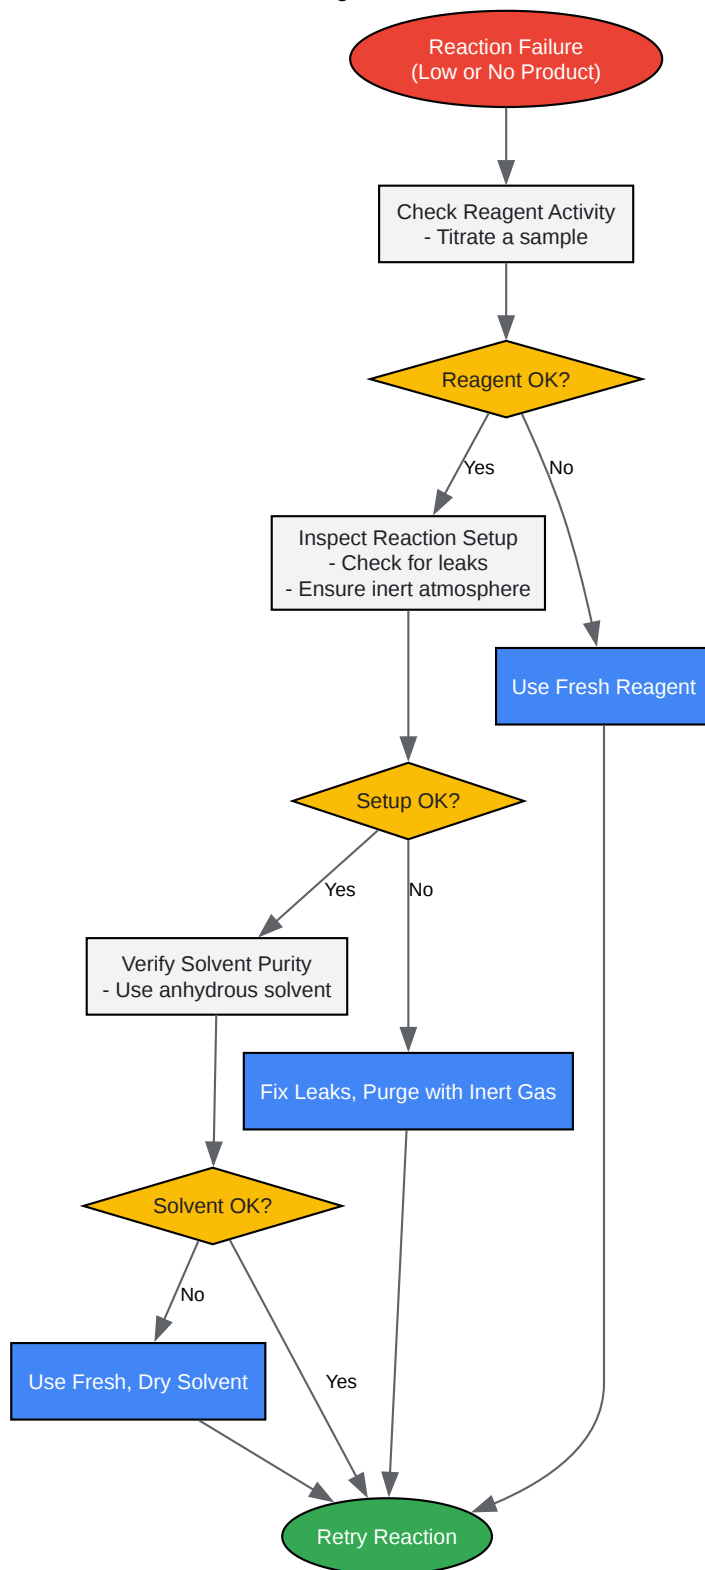 Reaction Failure
(Low or No Product)
Check Reagent Activity
- Titrate a sample
Reagent OK?
Yes
No
Inspect Reaction Setup
- Check for leaks
- Ensure inert atmosphere
Use Fresh Reagent
Setup OK?
Yes
No
Verify Solvent Purity
- Use anhydrous solvent
Fix Leaks, Purge with Inert Gas
Solvent OK?
No
Yes
Use Fresh, Dry Solvent
Retry Reaction